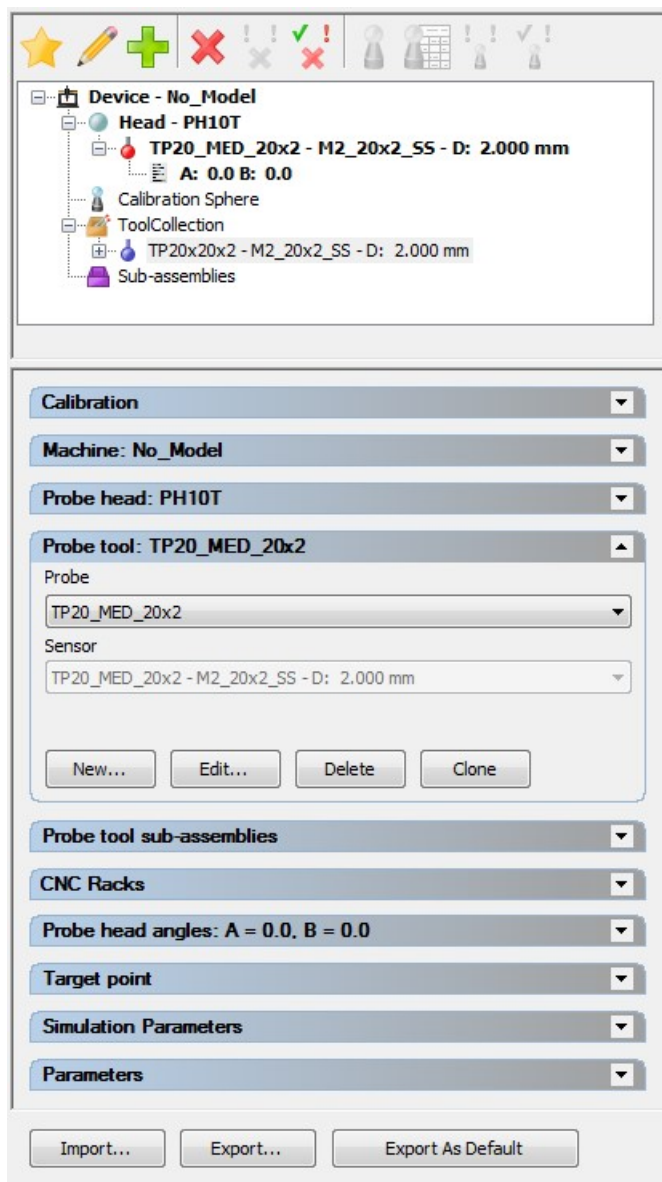 Device - No_Model
Head - PH10T
TP20_MED_20x2 - M2_20x2_SS - D: 2.000 mm
A: 0.0 B: 0.0
Calibration Sphere
ToolCollection
TP20x20x2 - M2_20x2_SS - D: 2.000 mm
Sub-assemblies
Calibration
Machine: No_Model
Probe head: PH10T
Probe tool: TP20_MED_20x2
Probe
TP20_MED_20x2
Sensor
TP20_MED_20x2 - M2_20x2_SS - D: 2.000 mm
New... Edit... Delete Clone
Probe tool sub-assemblies
CNC Racks
Probe head angles: A = 0.0, B = 0.0
Target point
Simulation Parameters
Parameters
Import... Export... Export As Default